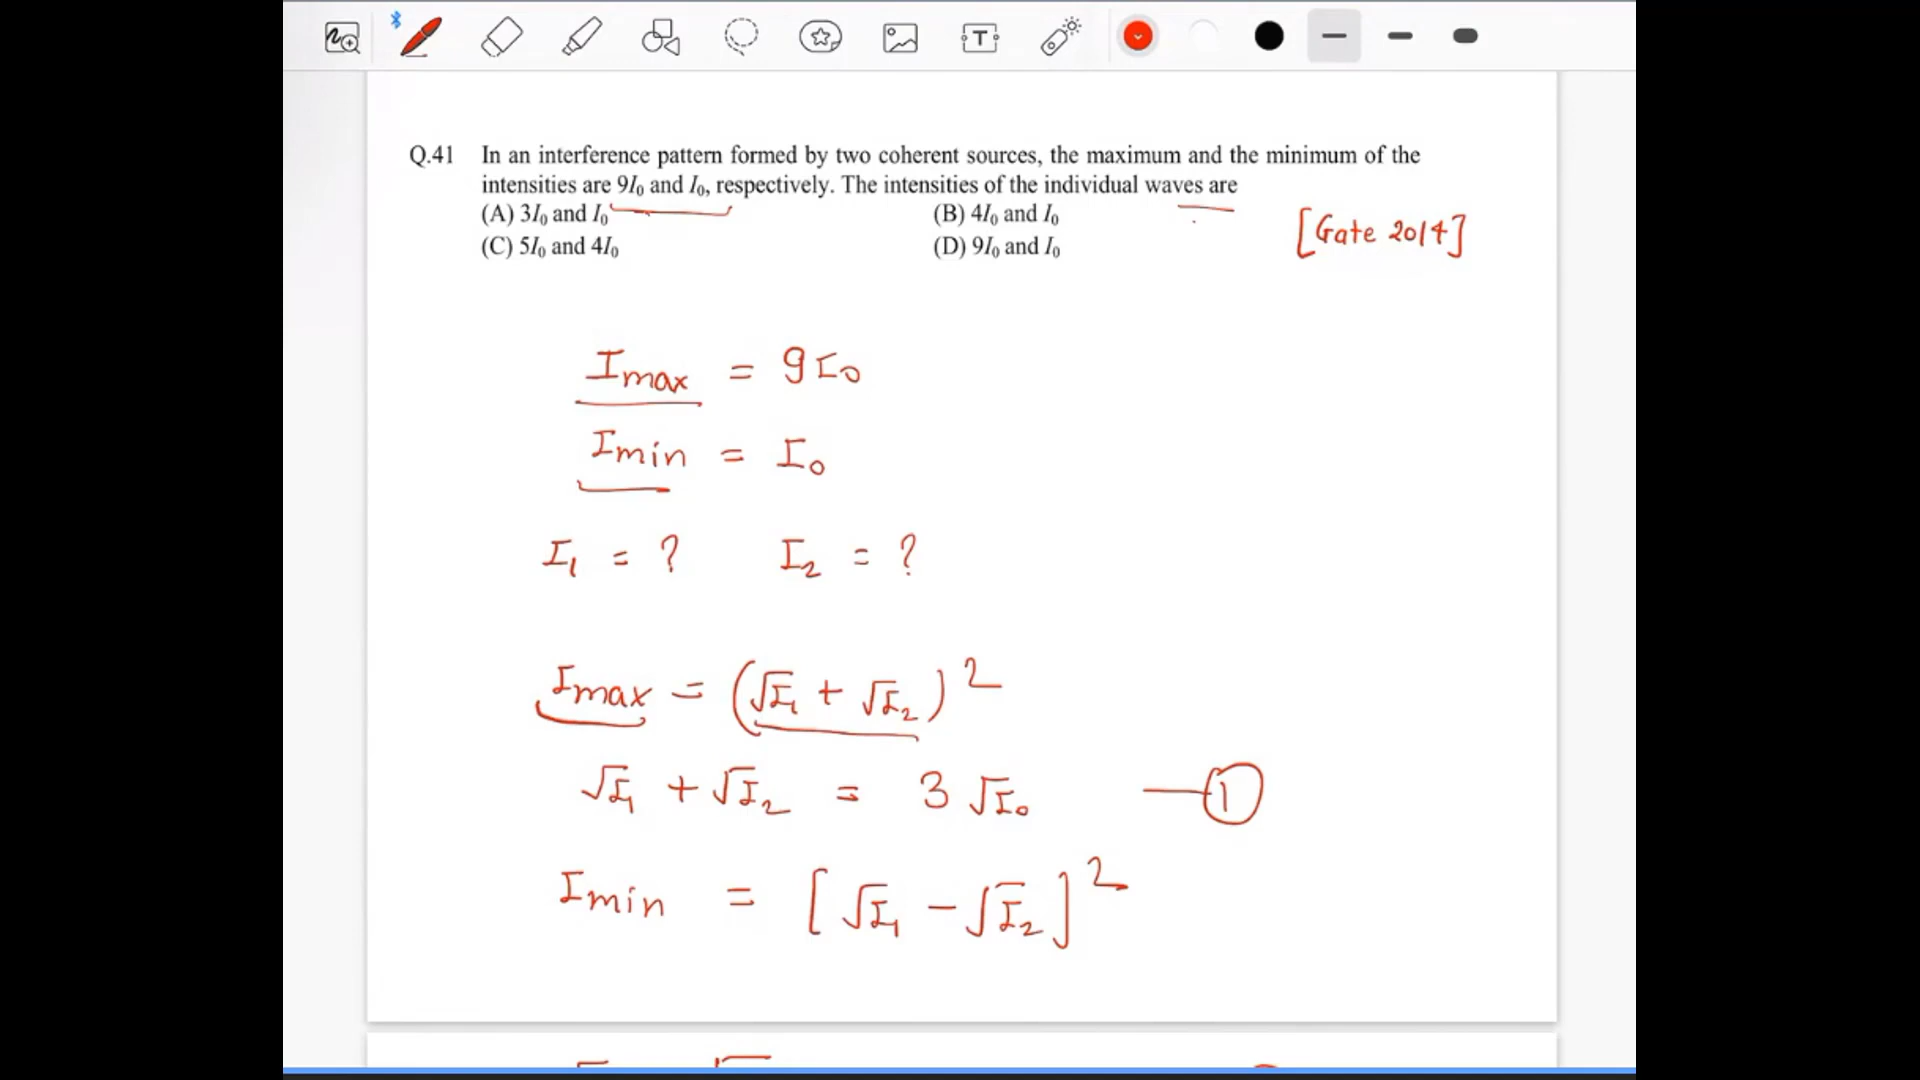 Q.41 In an interference pattern formed by two coherent sources, the maximum and the minimum of the
intensities are 9I₀ and I₀, respectively. The intensities of the individual waves are
(A) 3I₀ and I₀ (B) 4I₀ and I₀
(C) 5I₀ and 4I₀ (D) 9I₀ and I₀
[Gate 2014]
Imax = 9I₀
Imin = I₀
I₁ = ? I₂ = ?
Imax = (√I₁ + √I₂)²
√I₁ + √I₂ = 3√I₀ —①
Imin = [√I₁ − √I₂]²